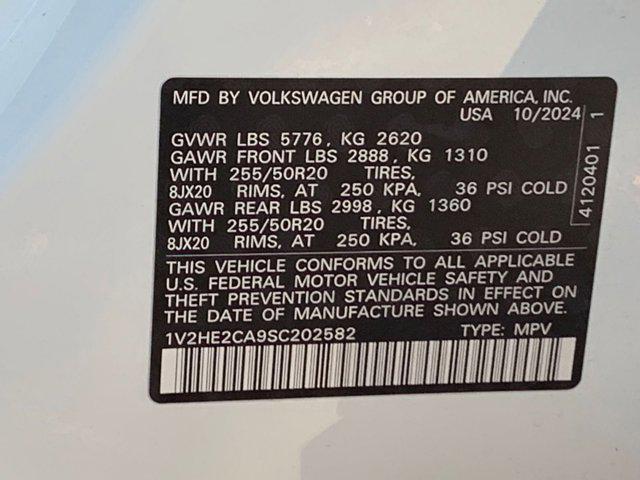 MFD BY VOLKSWAGEN GROUP OF AMERICA, INC.
USA 10/2024
GVWR LBS 5776, KG 2620
GAWR FRONT LBS 2888, KG 1310
WITH 255/50R20 TIRES,
8JX20 RIMS, AT 250 KPA, 36 PSI COLD
GAWR REAR LBS 2998, KG 1360
WITH 255/50R20 TIRES,
8JX20 RIMS, AT 250 KPA, 36 PSI COLD
4120401 1
THIS VEHICLE CONFORMS TO ALL APPLICABLE
U.S. FEDERAL MOTOR VEHICLE SAFETY AND
THEFT PREVENTION STANDARDS IN EFFECT ON
THE DATE OF MANUFACTURE SHOWN ABOVE.
1V2HE2CA9SC202582 TYPE: MPV